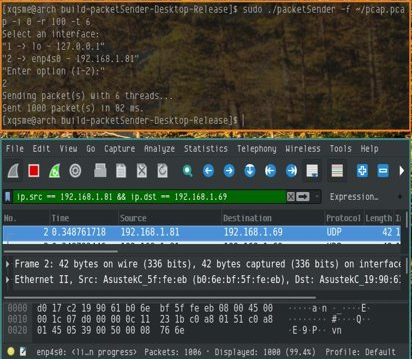 [xqsme@arch build-packetSender-Desktop-Release]$ sudo ./packetSender -f ~/pcap.pca
p -i 0 -r 100 -t 6
Select an interface:
"1 -> lo - 127.0.0.1"
"2 -> enp4s0 - 192.168.1.81"
"Enter option (1-2):"
2
Sending packet(s) with 6 threads...
Sent 1000 packet(s) in 82 ms.
[xqsme@arch build-packetSender-Desktop-Release]$
File Edit View Go Capture Analyze Statistics Telephony Wireless Tools Help
ip.src == 192.168.1.81 && ip.dst == 192.168.1.69 Expression…
No. Time Source Destination Protocol Length
2 0.348761718 192.168.1.81 192.168.1.69 UDP 42
Frame 2: 42 bytes on wire (336 bits), 42 bytes captured (336 bits) on interface
Ethernet II, Src: AsustekC_5f:fe:eb (b0:6e:bf:5f:fe:eb), Dst: AsustekC_19:90:61
0000 d0 17 c2 19 90 61 b0 6e bf 5f fe eb 08 00 45 00 ·····a·n ·_····E·
0010 00 1c 07 d0 00 00 0c 11 23 1b c0 a8 01 51 c0 a8 ········ #····Q··
0020 01 45 05 39 00 50 00 08 76 6e ·E·9·P·· vn
enp4s0: <li…n progress> Packets: 1006 · Displayed: 1000 (99.4%) Profile: Default